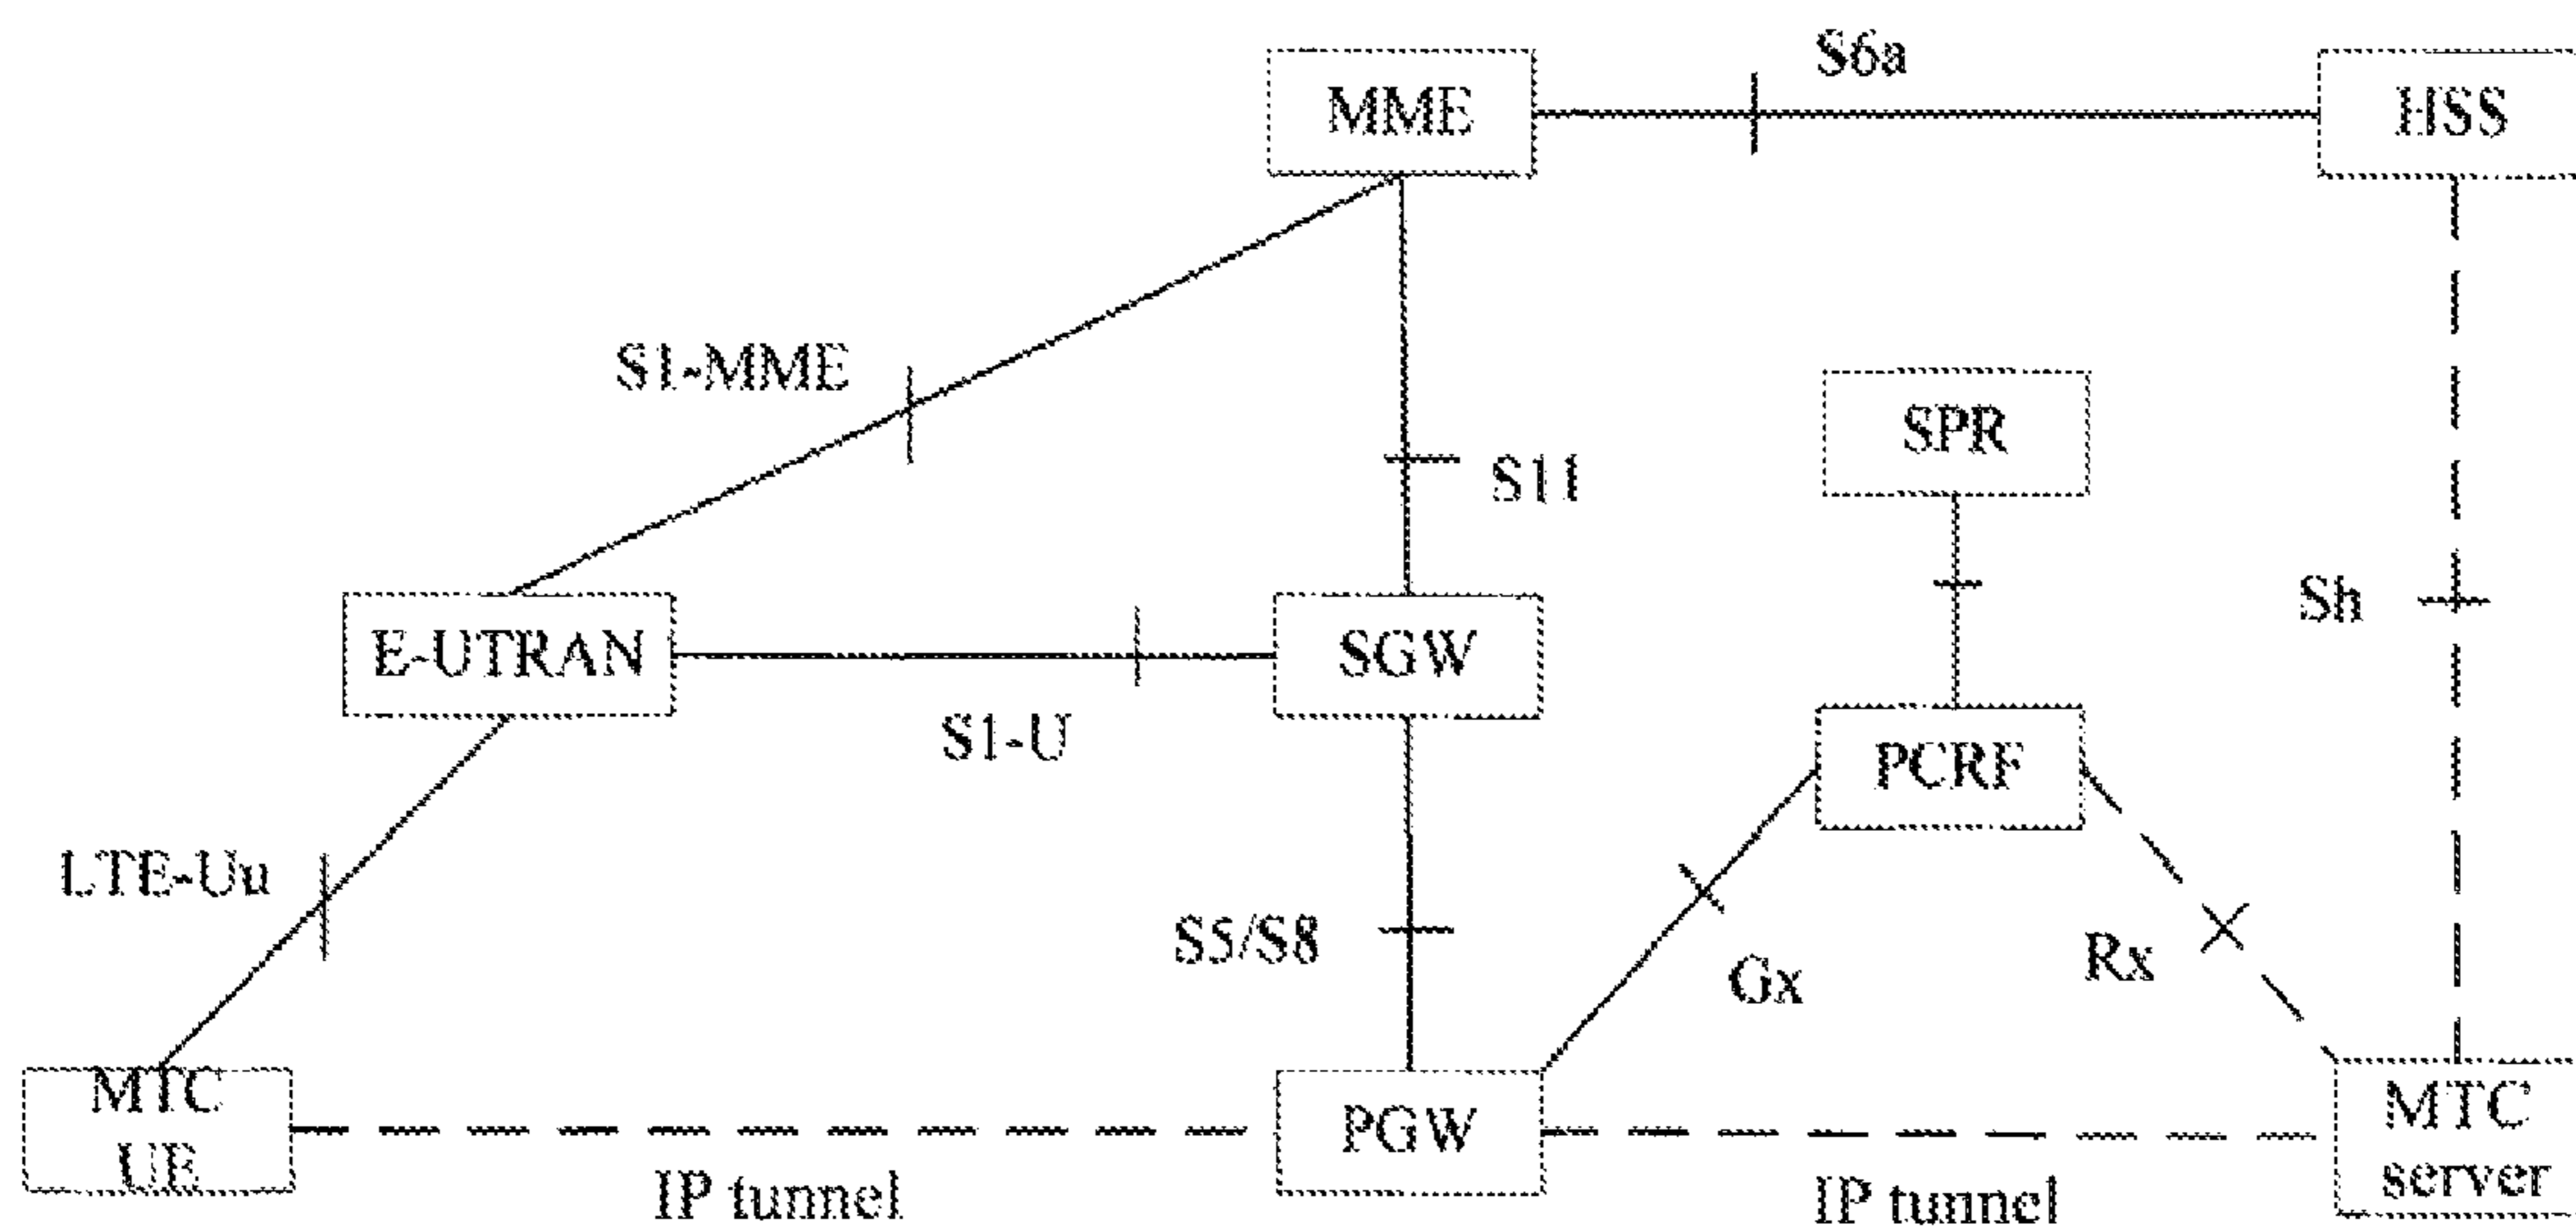 S6a
MME
HSS
S1-MME
SPR
S11
Sh
E-UTRAN
SGW
S1-U
PCRF
LTE-Uu
S5/S8
Gx
Rx
MTC
UE
PGW
MTC
server
IP tunnel
IP tunnel